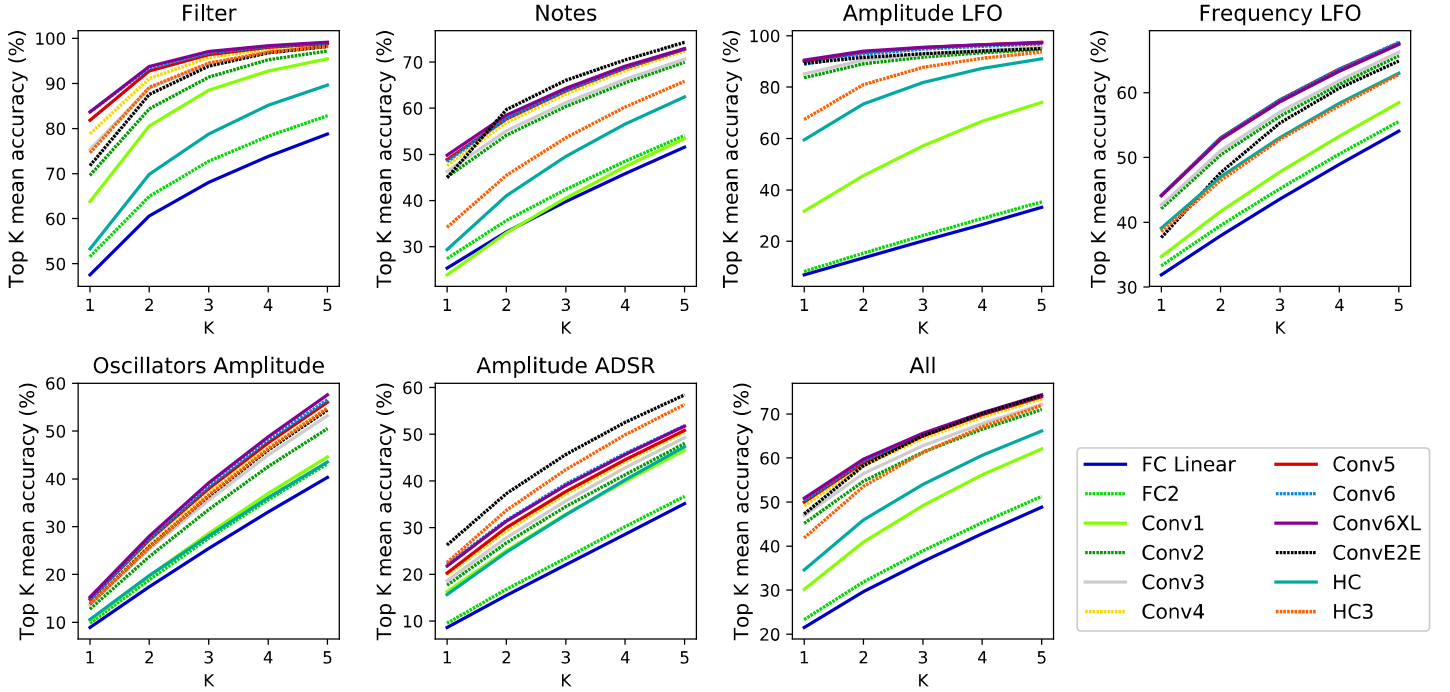 Filter
Top K mean accuracy (%)
100
90
80
70
60
50
1 2 3 4 5
K
Notes
Top K mean accuracy (%)
70
60
50
40
30
1 2 3 4 5
K
Amplitude LFO
Top K mean accuracy (%)
100
80
60
40
20
1 2 3 4 5
K
Frequency LFO
Top K mean accuracy (%)
60
50
40
30
1 2 3 4 5
K
Oscillators Amplitude
Top K mean accuracy (%)
60
50
40
30
20
10
1 2 3 4 5
K
Amplitude ADSR
Top K mean accuracy (%)
60
50
40
30
20
10
1 2 3 4 5
K
All
Top K mean accuracy (%)
70
60
50
40
30
20
1 2 3 4 5
K
FC Linear
FC2
Conv1
Conv2
Conv3
Conv4
Conv5
Conv6
Conv6XL
ConvE2E
HC
HC3